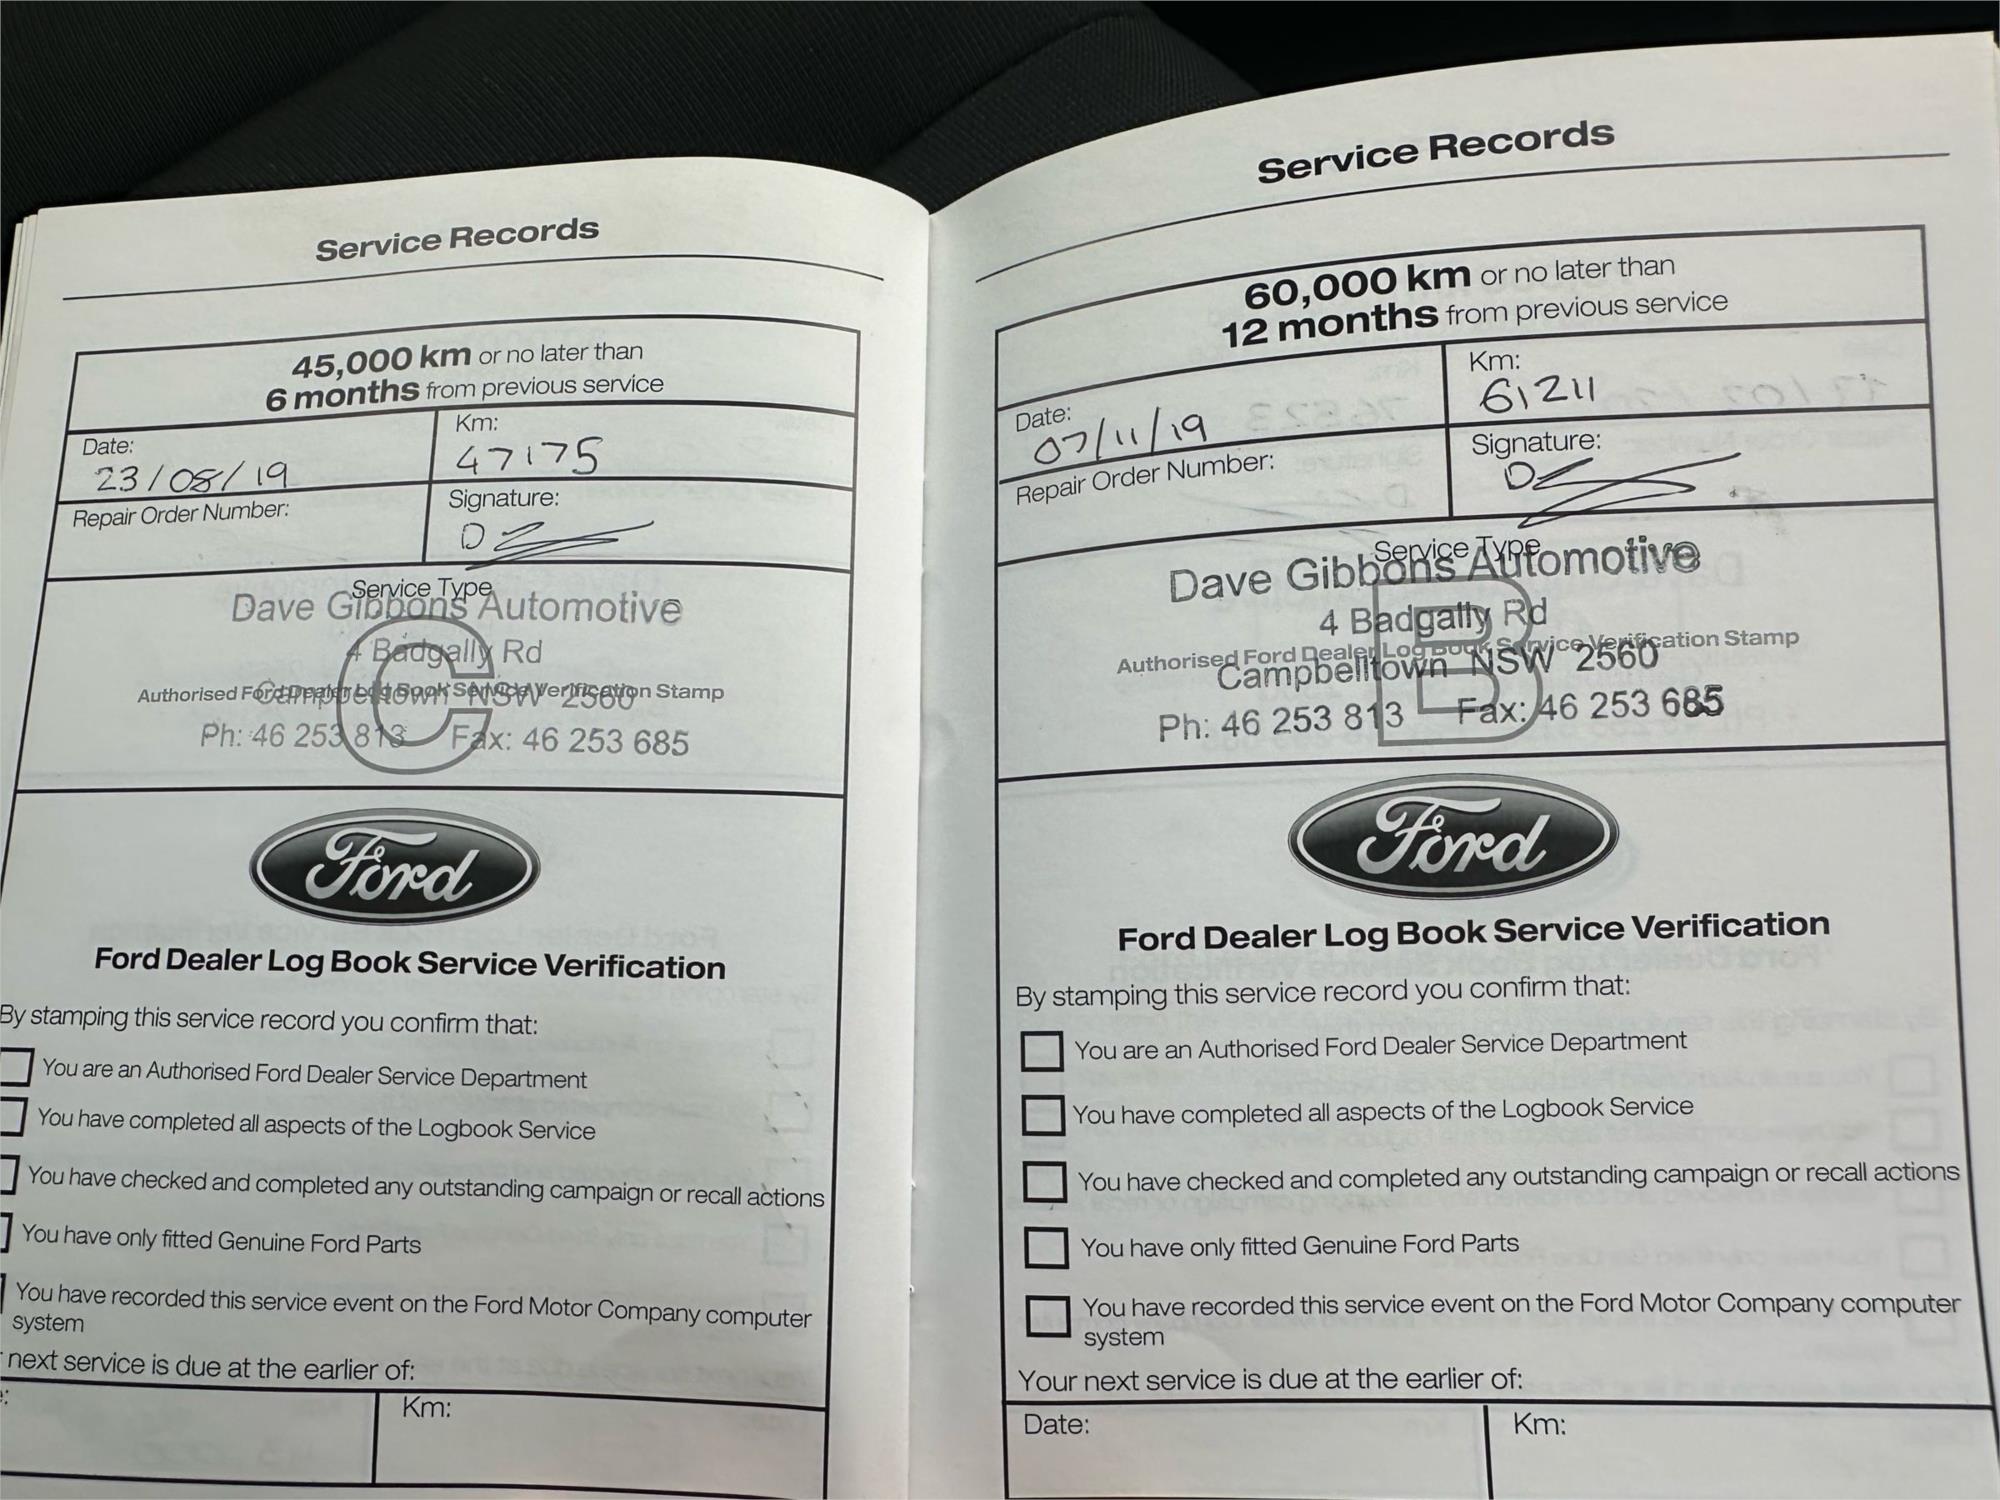 Service Records
45,000 km or no later than
6 months from previous service
Date:
23/08/19
Km:
47175
Repair Order Number:
Signature:
Service Type
C
Dave Gibbons Automotive
4 Badgally Rd
Authorised Ford Dealer Log Book Service Verification Stamp
Campbelltown NSW 2560
Ph: 46 253 813 Fax: 46 253 685
Ford
Ford Dealer Log Book Service Verification
By stamping this service record you confirm that:
You are an Authorised Ford Dealer Service Department
You have completed all aspects of the Logbook Service
You have checked and completed any outstanding campaign or recall actions
You have only fitted Genuine Ford Parts
You have recorded this service event on the Ford Motor Company computer
system
next service is due at the earlier of:
Km:
Service Records
60,000 km or no later than
12 months from previous service
Date:
07/11/19
Km:
61211
Repair Order Number:
Signature:
Service Type
B
Dave Gibbons Automotive
4 Badgally Rd
Authorised Ford Dealer Log Book Service Verification Stamp
Campbelltown NSW 2560
Ph: 46 253 813 Fax: 46 253 685
Ford
Ford Dealer Log Book Service Verification
By stamping this service record you confirm that:
You are an Authorised Ford Dealer Service Department
You have completed all aspects of the Logbook Service
You have checked and completed any outstanding campaign or recall actions
You have only fitted Genuine Ford Parts
You have recorded this service event on the Ford Motor Company computer
system
Your next service is due at the earlier of:
Date:
Km: